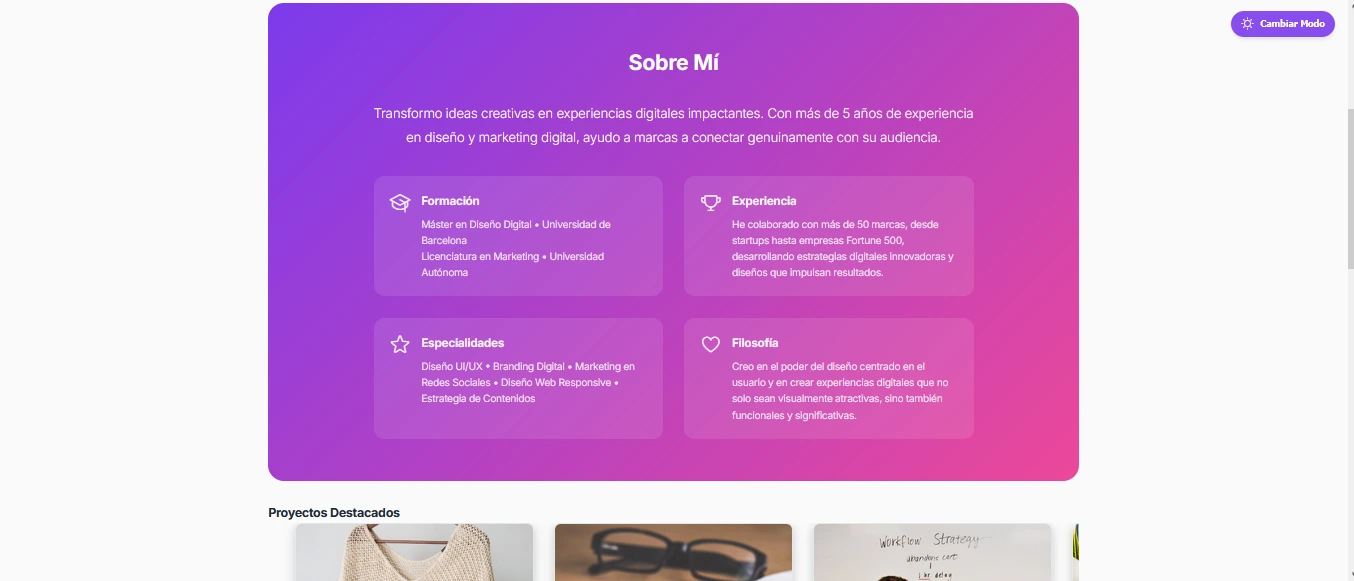 Cambiar Modo
Sobre Mí
Transformo ideas creativas en experiencias digitales impactantes. Con más de 5 años de experiencia
en diseño y marketing digital, ayudo a marcas a conectar genuinamente con su audiencia.
Formación
Máster en Diseño Digital • Universidad de
Barcelona
Licenciatura en Marketing • Universidad
Autónoma
Experiencia
He colaborado con más de 50 marcas, desde
startups hasta empresas Fortune 500,
desarrollando estrategias digitales innovadoras y
diseños que impulsan resultados.
Especialidades
Diseño UI/UX • Branding Digital • Marketing en
Redes Sociales • Diseño Web Responsive •
Estrategia de Contenidos
Filosofía
Creo en el poder del diseño centrado en el
usuario y en crear experiencias digitales que no
solo sean visualmente atractivas, sino también
funcionales y significativas.
Proyectos Destacados
Workflow Strategy
abandone cart
1 hr delay